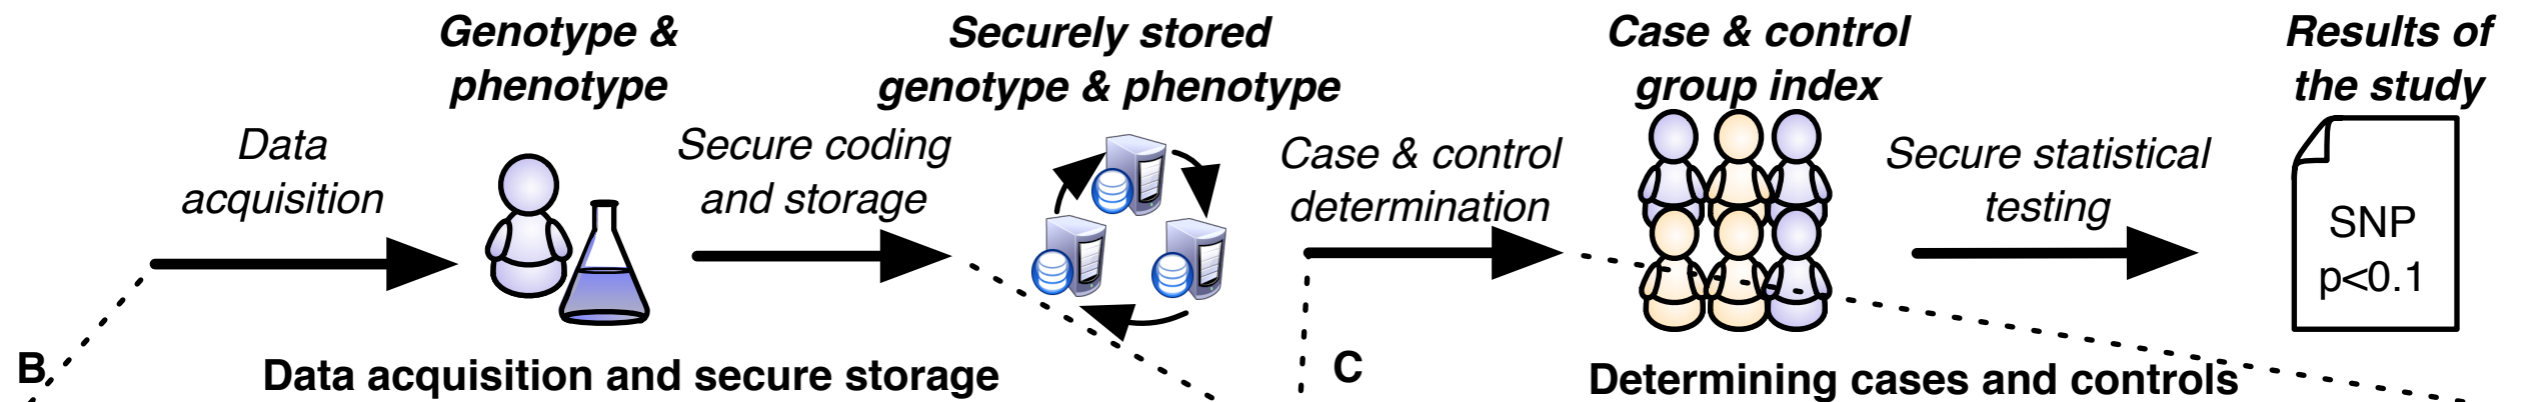 Genotype &
phenotype
Securely stored
genotype & phenotype
Case & control
group index
Results of
the study
Data
acquisition
Secure coding
and storage
Case & control
determination
Secure statistical
testing
SNP
p<0.1
B
Data acquisition and secure storage
C
Determining cases and controls